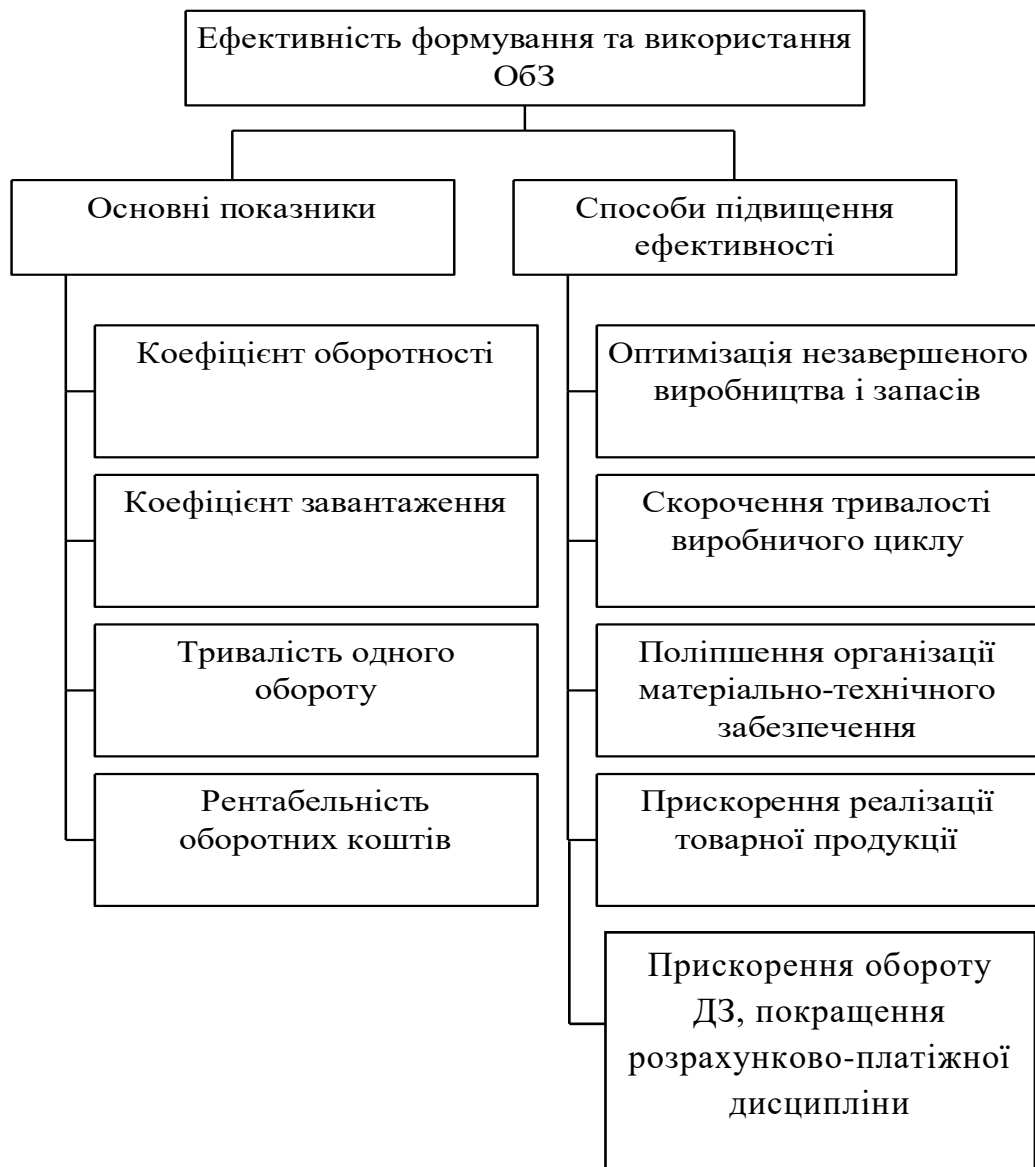 Ефективність формування та використання
ОбЗ
Основні показники
Способи підвищення
ефективності
Коефіцієнт оборотності
Коефіцієнт завантаження
Тривалість одного
обороту
Рентабельність
оборотних коштів
Оптимізація незавершеного
виробництва і запасів
Скорочення тривалості
виробничого циклу
Поліпшення організації
матеріально-технічного
забезпечення
Прискорення реалізації
товарної продукції
Прискорення обороту
ДЗ, покращення
розрахунково-платіжної
дисципліни